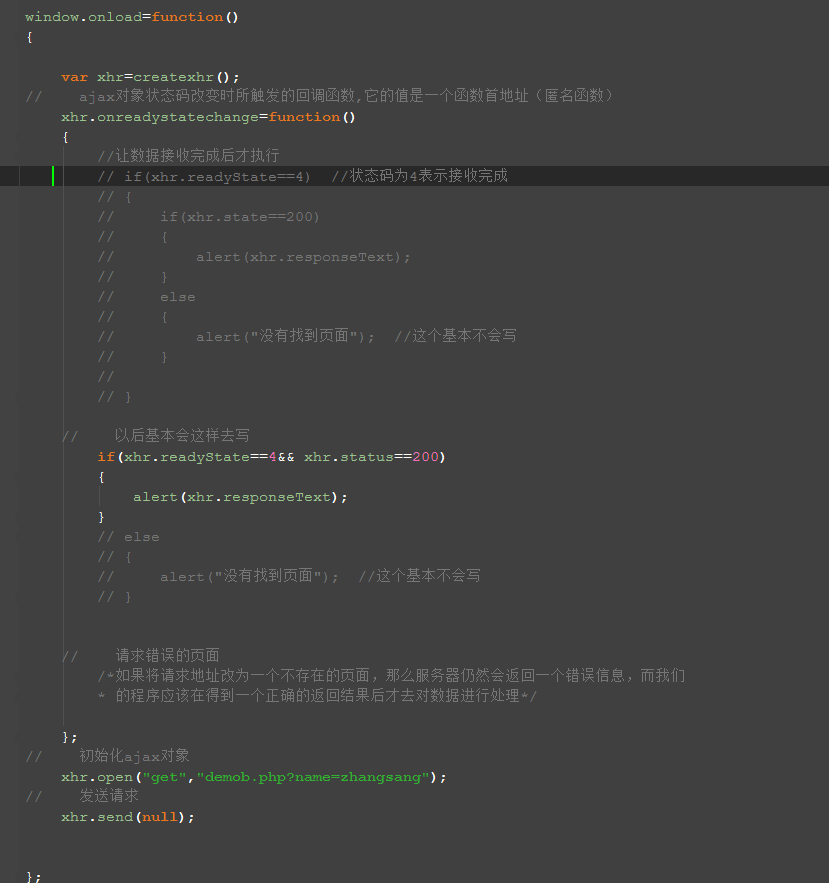 window.onload=function()
{
var xhr=createxhr();
// ajax对象状态码改变时所触发的回调函数,它的值是一个函数首地址（匿名函数）
xhr.onreadystatechange=function()
{
//让数据接收完成后才执行
// if(xhr.readyState==4) //状态码为4表示接收完成
// {
// if(xhr.state==200)
// {
// alert(xhr.responseText);
// }
// else
// {
// alert("没有找到页面"); //这个基本不会写
// }
//
// }
// 以后基本会这样去写
if(xhr.readyState==4&& xhr.status==200)
{
alert(xhr.responseText);
}
// else
// {
// alert("没有找到页面"); //这个基本不会写
// }
// 请求错误的页面
/*如果将请求地址改为一个不存在的页面，那么服务器仍然会返回一个错误信息，而我们
* 的程序应该在得到一个正确的返回结果后才去对数据进行处理*/
};
// 初始化ajax对象
xhr.open("get","demob.php?name=zhangsang");
// 发送请求
xhr.send(null);
};